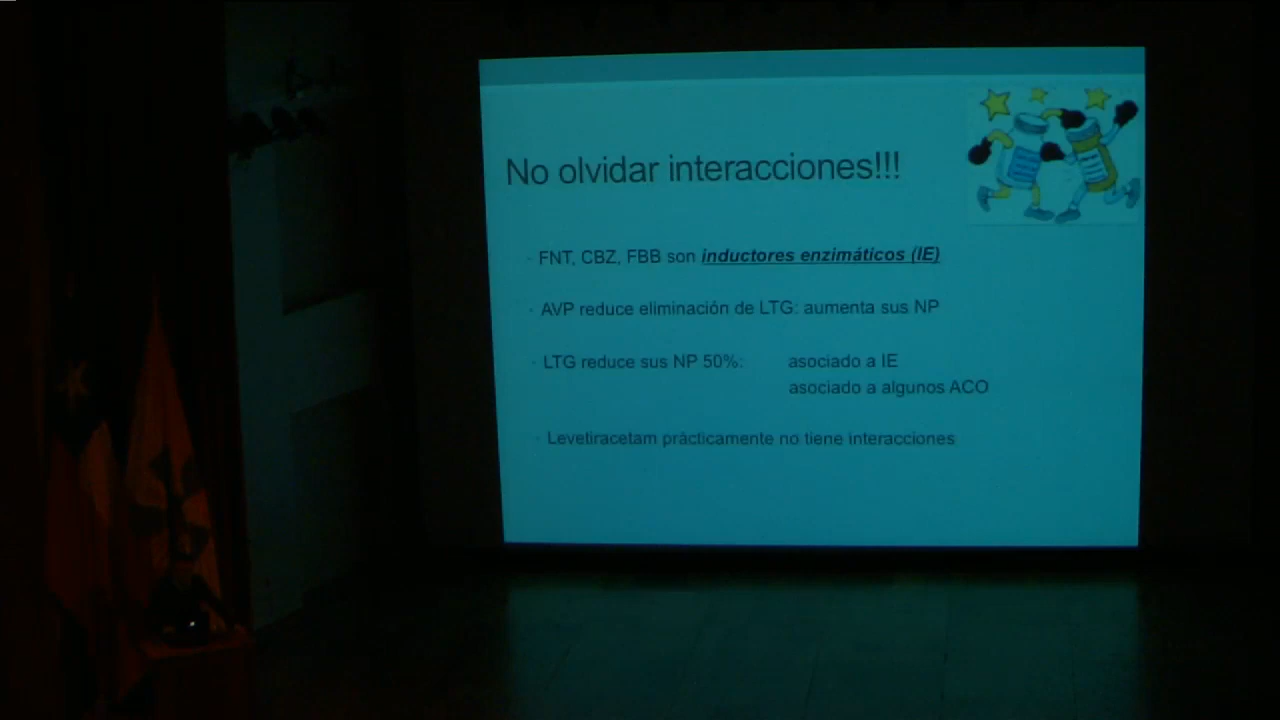 No olvidar interacciones!!!
FNT, CBZ, FBB son inductores enzimáticos (IE)
AVP reduce eliminación de LTG: aumenta sus NP
LTG reduce sus NP 50%: asociado a IE
asociado a algunos ACO
Levetiracetam prácticamente no tiene interacciones